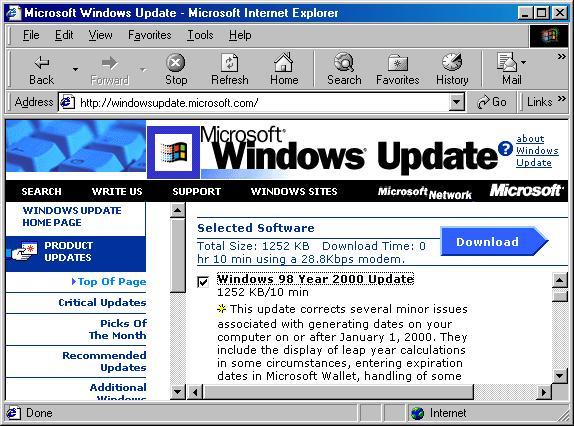 Microsoft Windows Update - Microsoft Internet Explorer
File Edit View Favorites Tools Help
Back Forward Stop Refresh Home Search Favorites History Mail
Address http://windowsupdate.microsoft.com/ Go Links
Microsoft
Windows Update
about
Windows
Update
SEARCH WRITE US SUPPORT WINDOWS SITES Microsoft Network Microsoft
WINDOWS UPDATE
HOME PAGE
PRODUCT
UPDATES
Top Of Page
Critical Updates
Picks Of
The Month
Recommended
Updates
Additional
Windows
Selected Software
Total Size: 1252 KB Download Time: 0
hr 10 min using a 28.8Kbps modem.
Download
Windows 98 Year 2000 Update
1252 KB/10 min
This update corrects several minor issues
associated with generating dates on your
computer on or after January 1, 2000. They
include the display of leap year calculations
in some circumstances, entering expiration
dates in Microsoft Wallet, handling of some
Done Internet